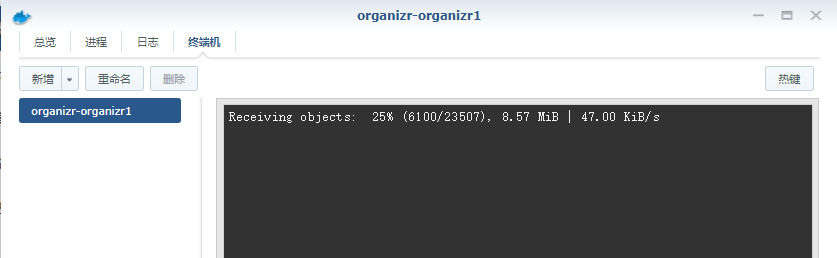 organizr-organizr1
总览 进程 日志 终端机
新增 重命名 删除 热键
organizr-organizr1
Receiving objects: 25% (6100/23507), 8.57 MiB | 47.00 KiB/s